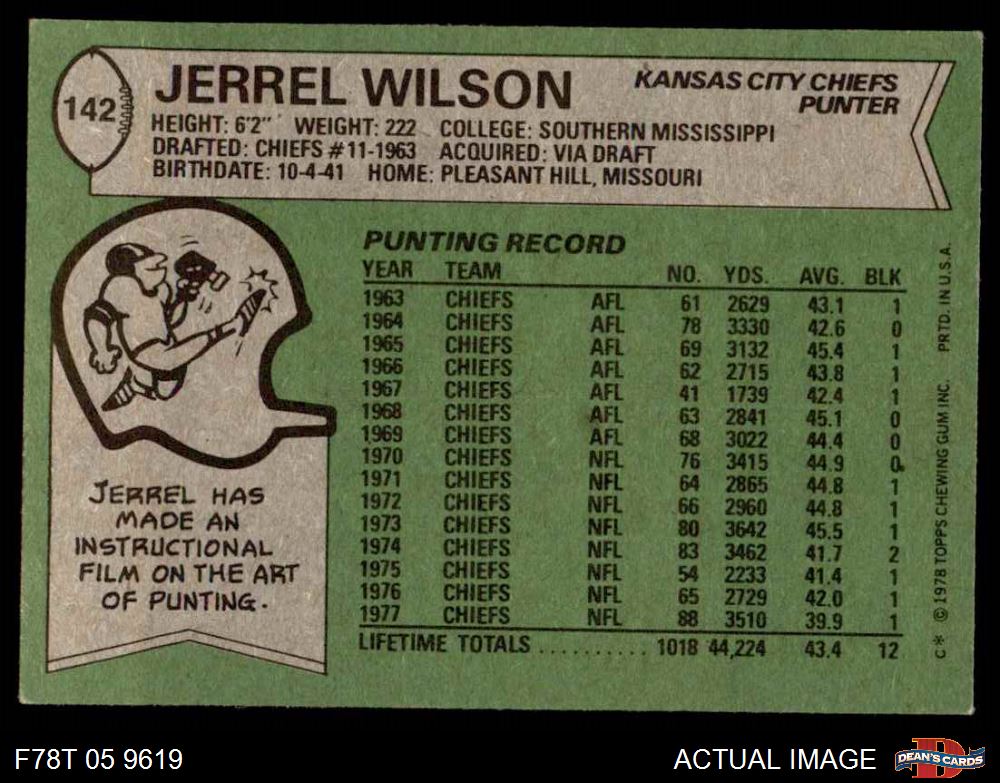 142
JERREL WILSON
KANSAS CITY CHIEFS
PUNTER
HEIGHT: 6'2" WEIGHT: 222 COLLEGE: SOUTHERN MISSISSIPPI
DRAFTED: CHIEFS #11-1963 ACQUIRED: VIA DRAFT
BIRTHDATE: 10-4-41 HOME: PLEASANT HILL, MISSOURI
PUNTING RECORD
YEAR TEAM NO. YDS. AVG. BLK
1963 CHIEFS AFL 61 2629 43.1 1
1964 CHIEFS AFL 78 3330 42.6 0
1965 CHIEFS AFL 69 3132 45.4 1
1966 CHIEFS AFL 62 2715 43.8 1
1967 CHIEFS AFL 41 1739 42.4 1
1968 CHIEFS AFL 63 2841 45.1 0
1969 CHIEFS AFL 68 3022 44.4 0
1970 CHIEFS NFL 76 3415 44.9 0
1971 CHIEFS NFL 64 2865 44.8 1
1972 CHIEFS NFL 66 2960 44.8 1
1973 CHIEFS NFL 80 3642 45.5 1
1974 CHIEFS NFL 83 3462 41.7 2
1975 CHIEFS NFL 54 2233 41.4 1
1976 CHIEFS NFL 65 2729 42.0 1
1977 CHIEFS NFL 88 3510 39.9 1
LIFETIME TOTALS .......... 1018 44,224 43.4 12
JERREL HAS
MADE AN
INSTRUCTIONAL
FILM ON THE ART
OF PUNTING.
C* © 1978 TOPPS CHEWING GUM INC. PRTD. IN U.S.A.
F78T 05 9619
ACTUAL IMAGE
D
DEAN'S CARDS